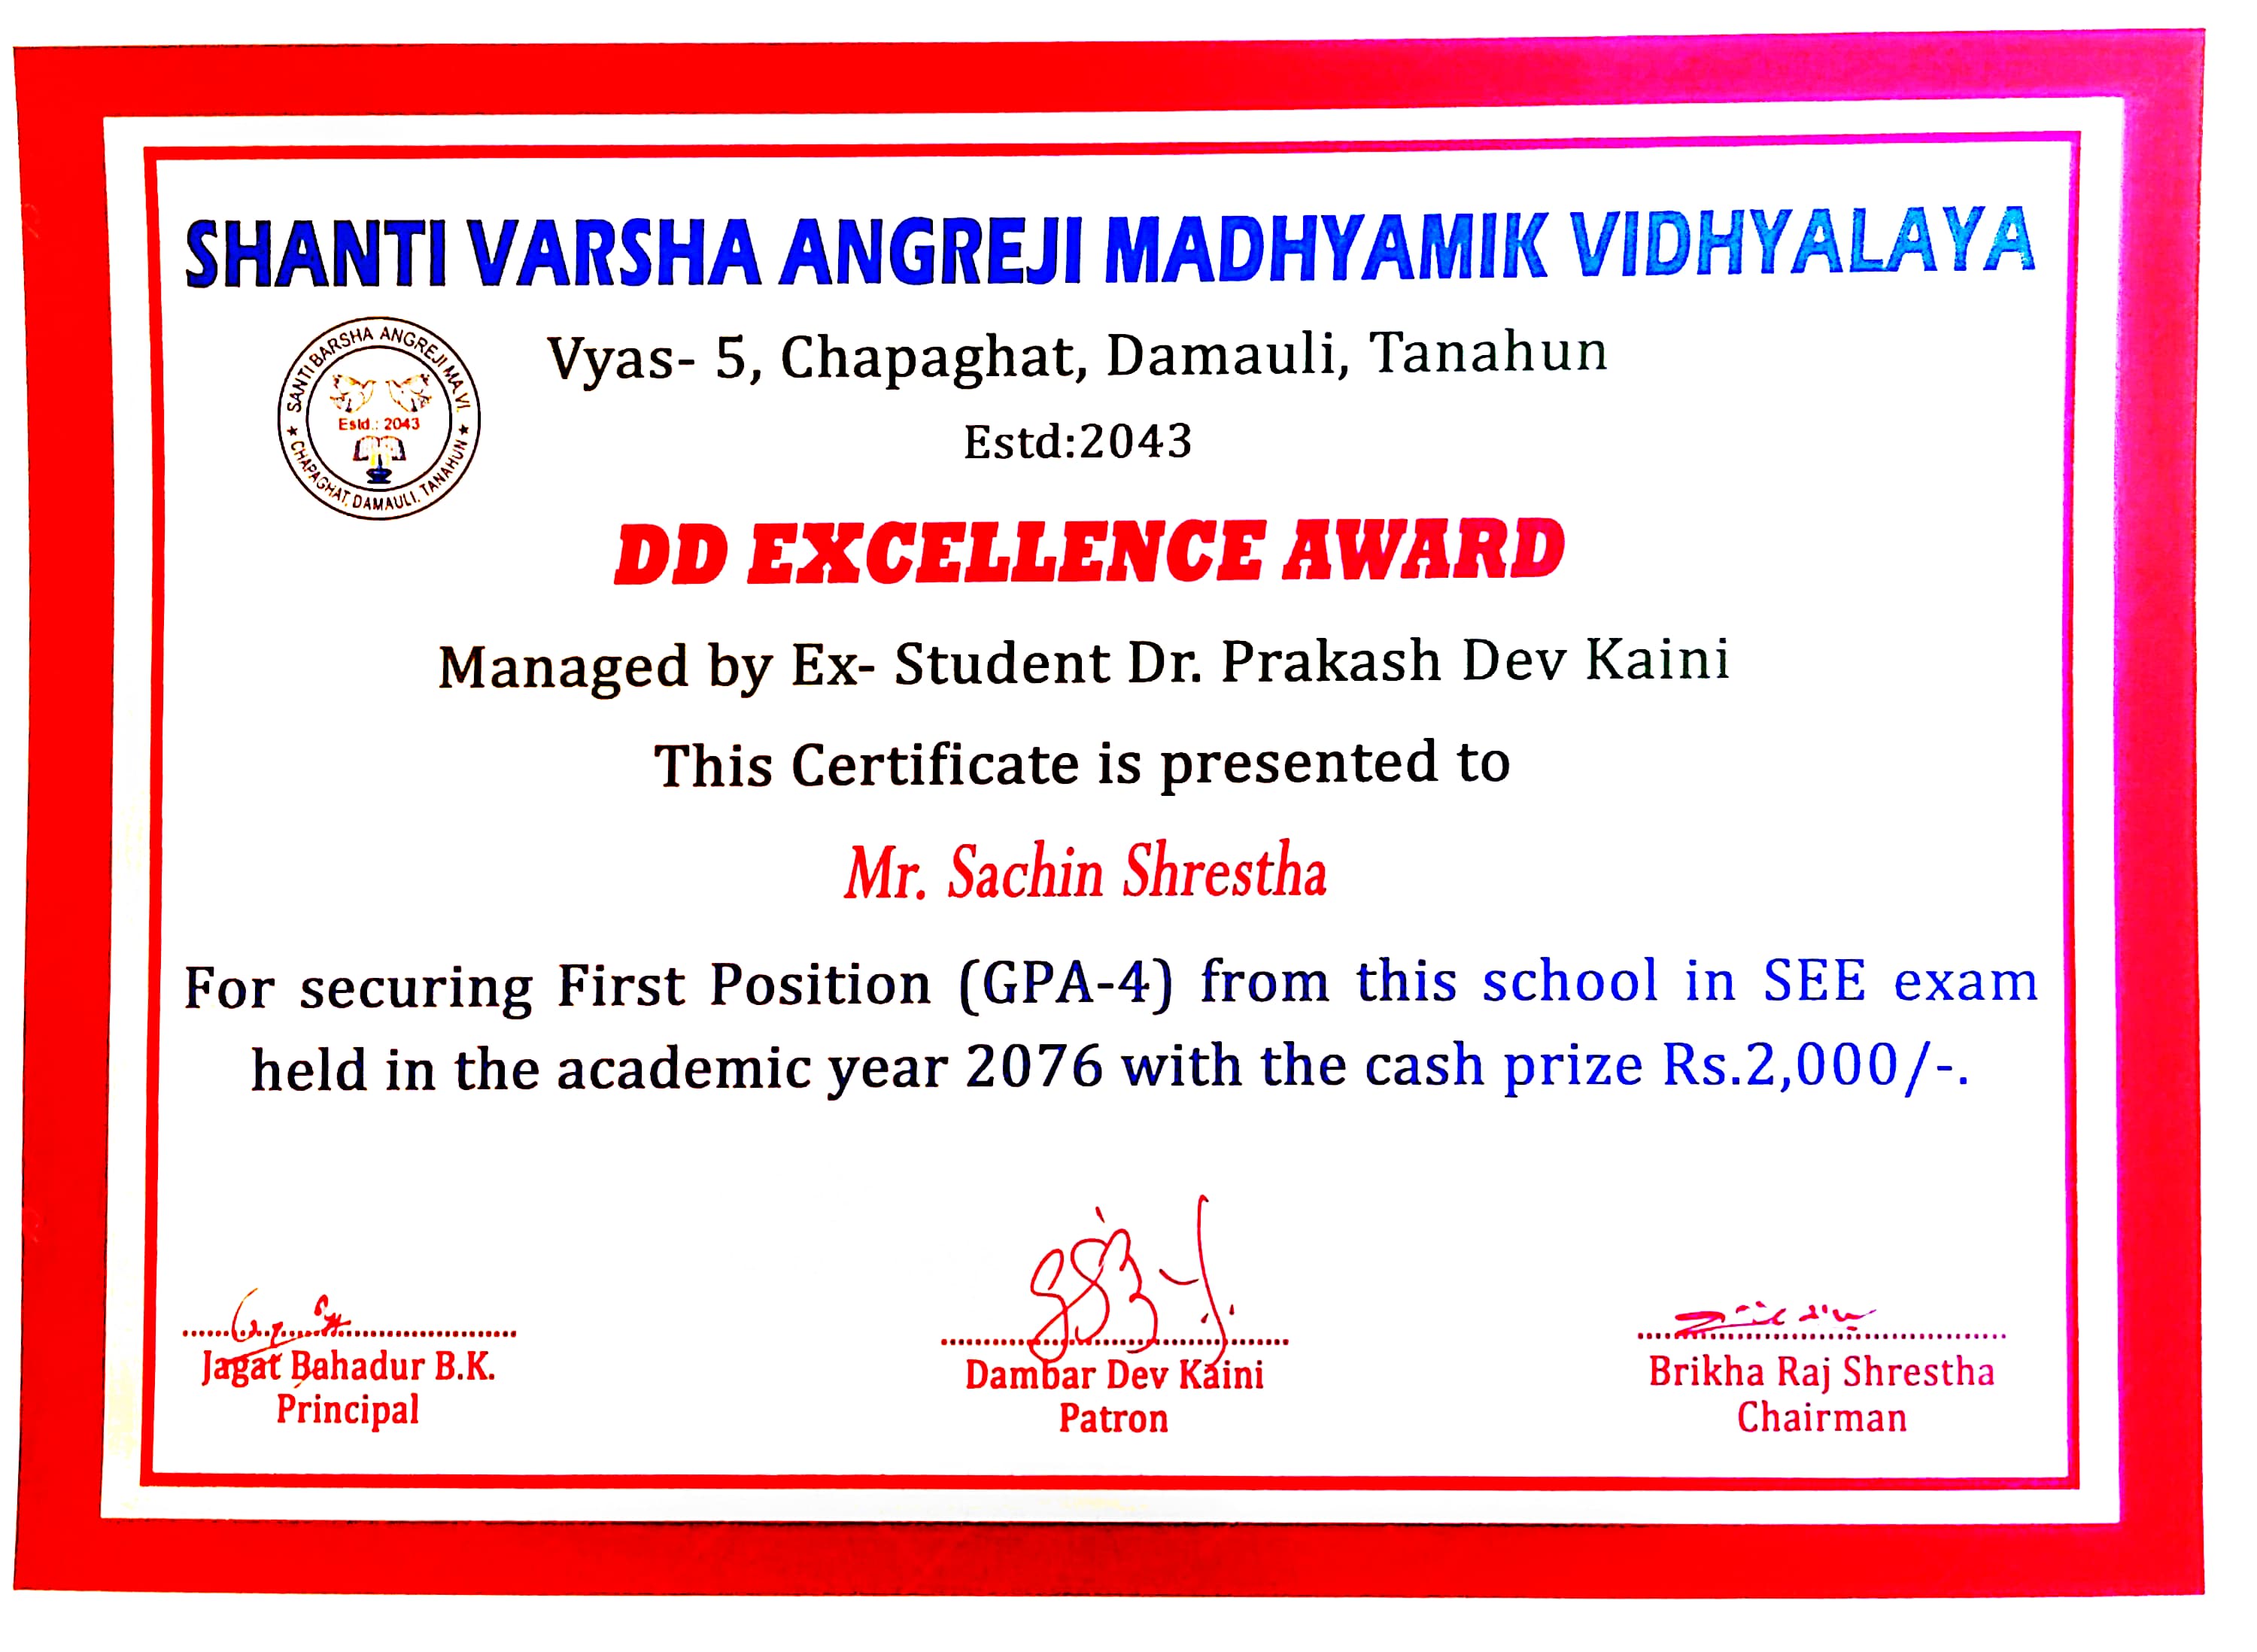 SHANTI VARSHA ANGREJI MADHYAMIK VIDHYALAYA
SANTI BARSHA ANGREJI MA.VI.
★ CHAPAGHAT, DAMAULI, TANAHUN ★
Estd.: 2043
Vyas- 5, Chapaghat, Damauli, Tanahun
Estd:2043
DD EXCELLENCE AWARD
Managed by Ex- Student Dr. Prakash Dev Kaini
This Certificate is presented to
Mr. Sachin Shrestha
For securing First Position (GPA-4) from this school in SEE exam
held in the academic year 2076 with the cash prize Rs.2,000/-.
Jagat Bahadur B.K.
Principal
Dambar Dev Kaini
Patron
Brikha Raj Shrestha
Chairman